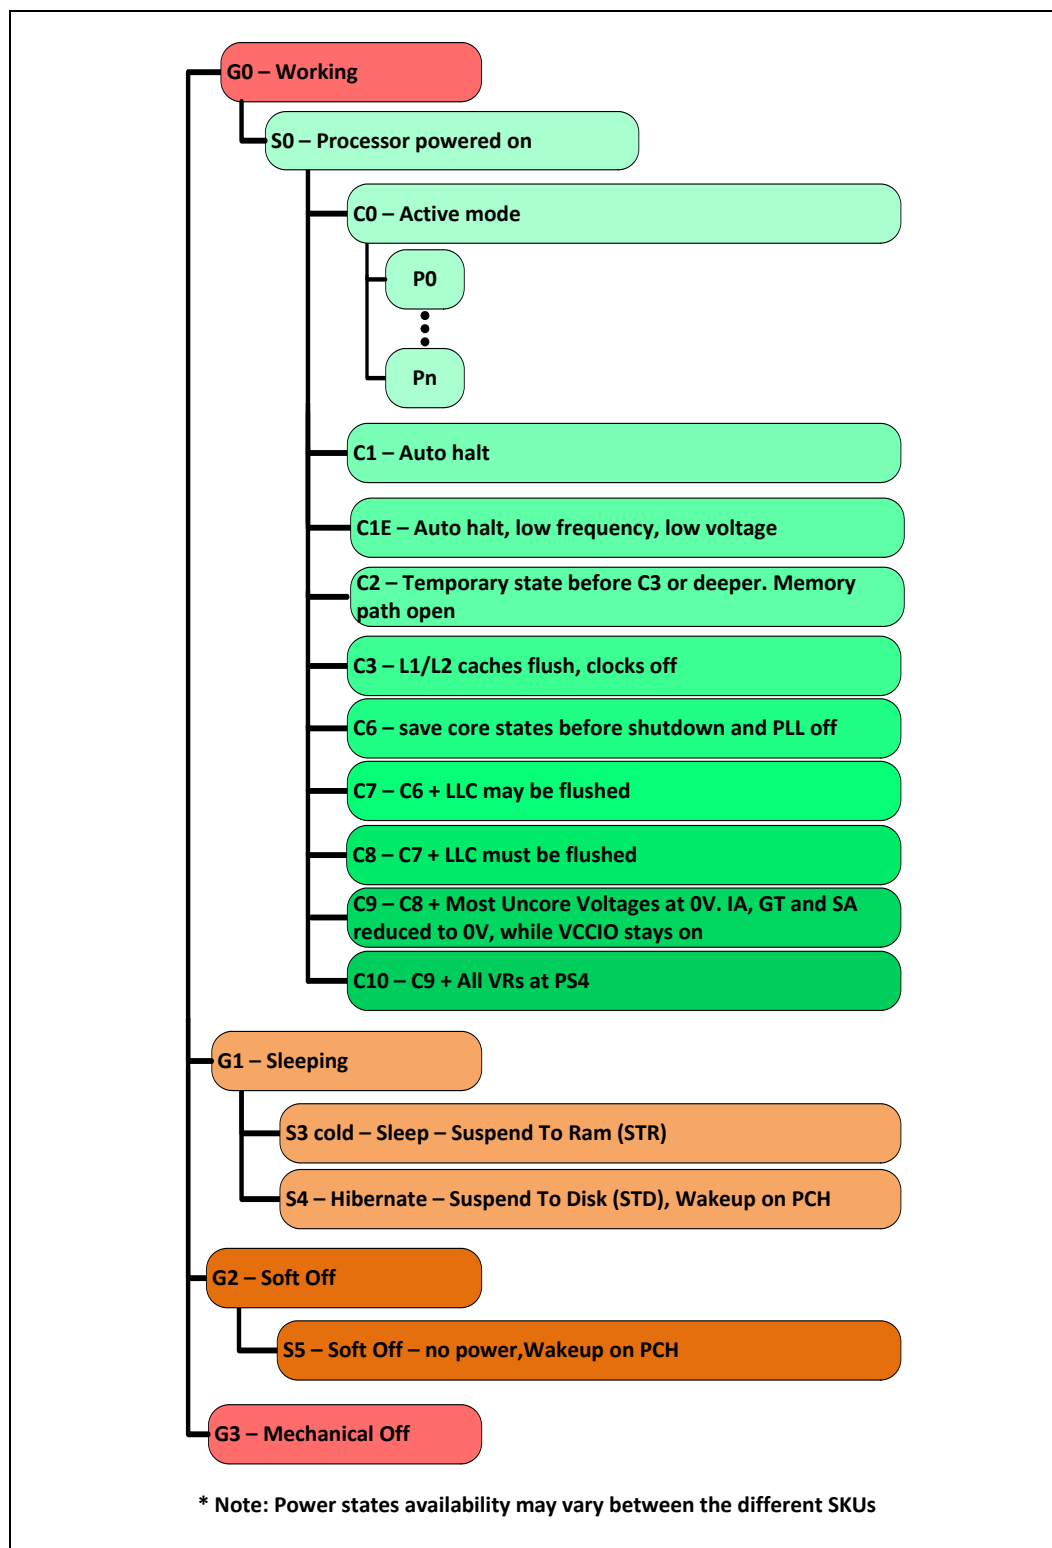 G0 – Working
S0 – Processor powered on
C0 – Active mode
P0
Pn
C1 – Auto halt
C1E – Auto halt, low frequency, low voltage
C2 – Temporary state before C3 or deeper. Memory
path open
C3 – L1/L2 caches flush, clocks off
C6 – save core states before shutdown and PLL off
C7 – C6 + LLC may be flushed
C8 – C7 + LLC must be flushed
C9 – C8 + Most Uncore Voltages at 0V. IA, GT and SA
reduced to 0V, while VCCIO stays on
C10 – C9 + All VRs at PS4
G1 – Sleeping
S3 cold – Sleep – Suspend To Ram (STR)
S4 – Hibernate – Suspend To Disk (STD), Wakeup on PCH
G2 – Soft Off
S5 – Soft Off – no power,Wakeup on PCH
G3 – Mechanical Off
* Note: Power states availability may vary between the different SKUs